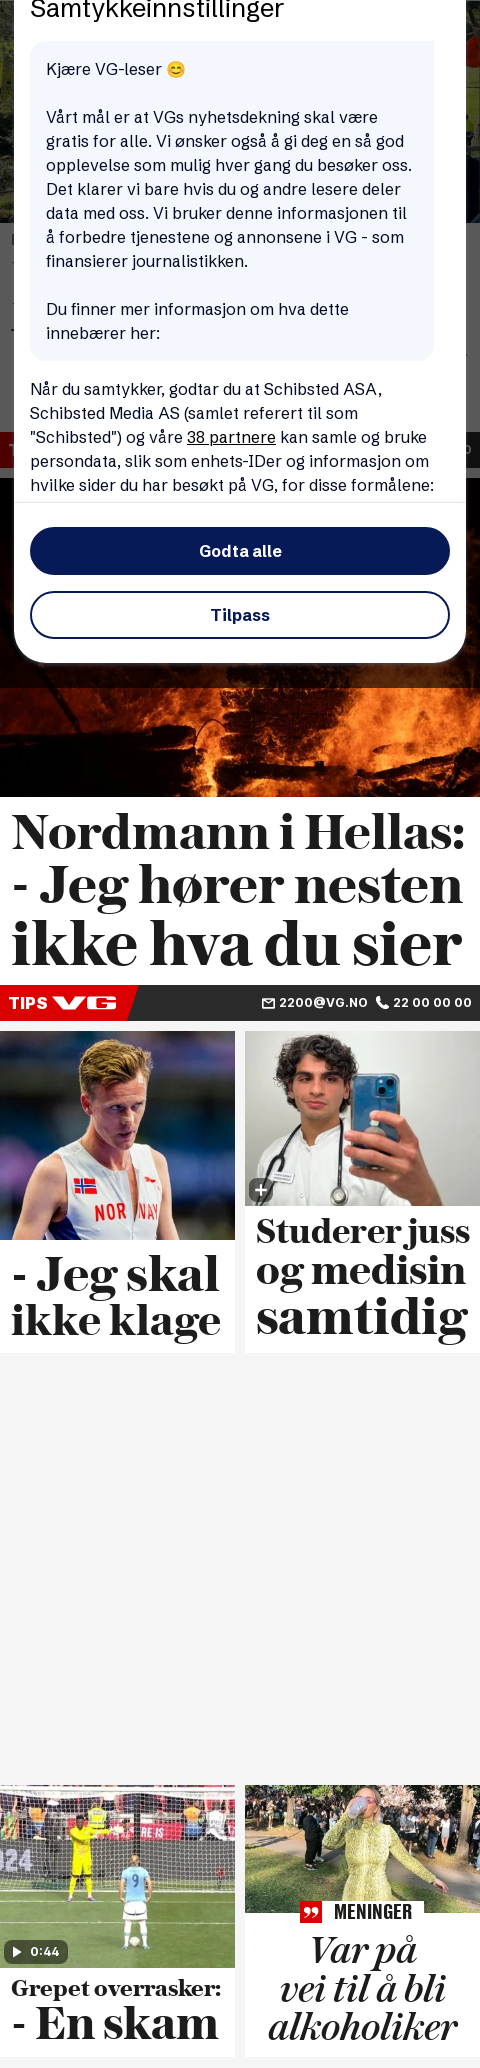 Samtykkeinnstillinger
Kjære VG-leser 😊
Vårt mål er at VGs nyhetsdekning skal være
gratis for alle. Vi ønsker også å gi deg en så god
opplevelse som mulig hver gang du besøker oss.
Det klarer vi bare hvis du og andre lesere deler
data med oss. Vi bruker denne informasjonen til
å forbedre tjenestene og annonsene i VG - som
finansierer journalistikken.
Du finner mer informasjon om hva dette
innebærer her:
Når du samtykker, godtar du at Schibsted ASA,
Schibsted Media AS (samlet referert til som
"Schibsted") og våre 38 partnere kan samle og bruke
persondata, slik som enhets-IDer og informasjon om
hvilke sider du har besøkt på VG, for disse formålene:
Godta alle
Tilpass
Nordmann i Hellas:
- Jeg hører nesten
ikke hva du sier
TIPS VG 2200@VG.NO 22 00 00 00
NORWAY
- Jeg skal
ikke klage
Studerer juss
og medisin
samtidig
9
0:44
Grepet overrasker:
- En skam
MENINGER
Var på
vei til å bli
alkoholiker